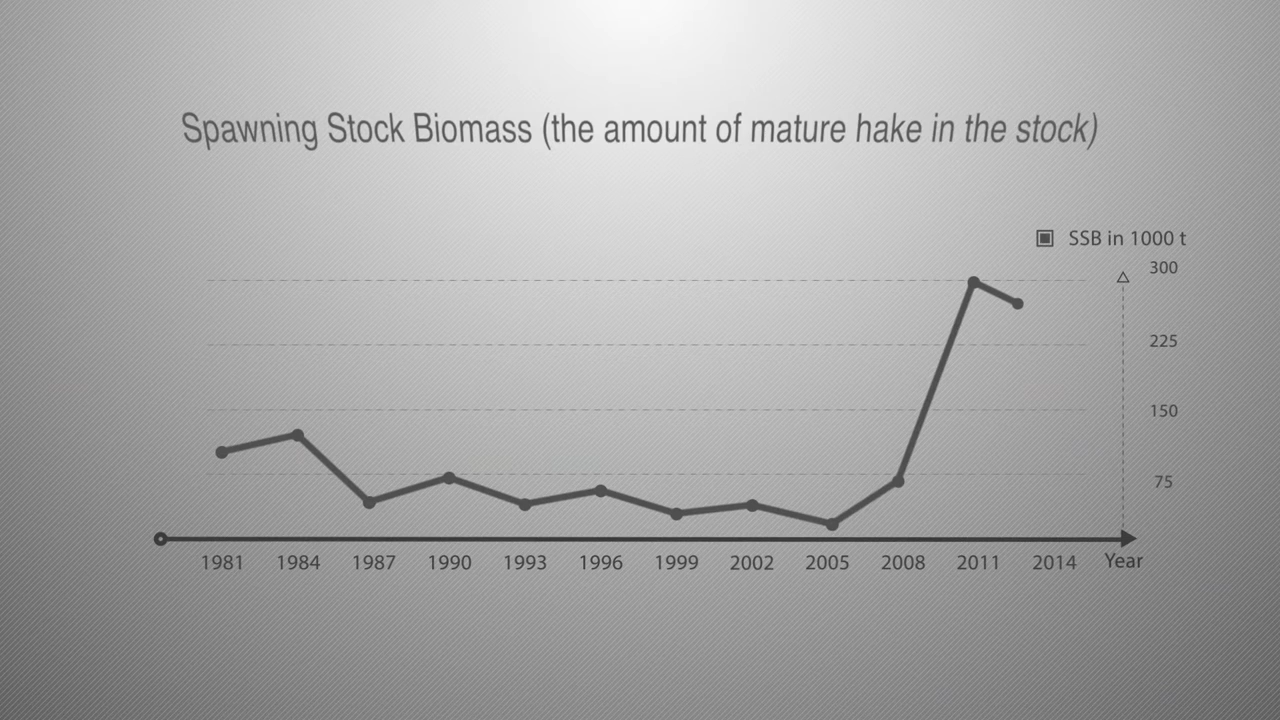 Spawning Stock Biomass (the amount of mature hake in the stock)
SSB in 1000 t
300
225
150
75
1981 1984 1987 1990 1993 1996 1999 2002 2005 2008 2011 2014 Year